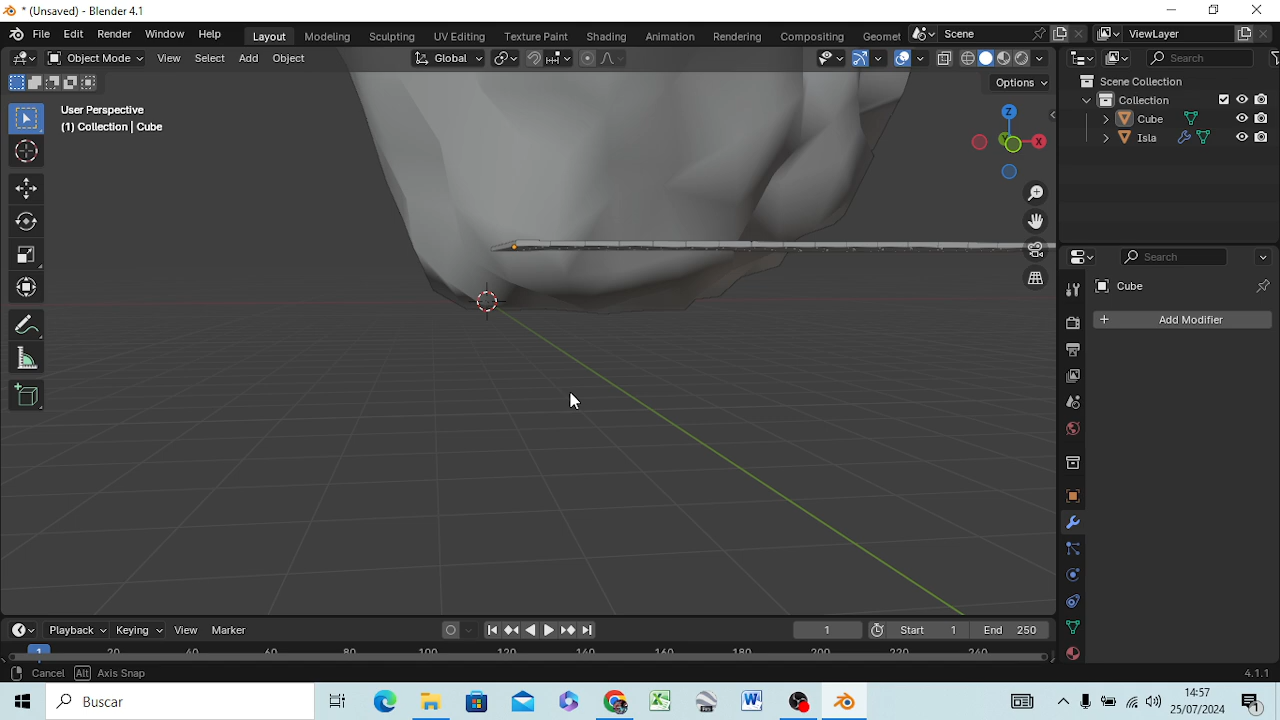 * (Unsaved) - Blender 4.1
File Edit Render Window Help Layout Modeling Sculpting UV Editing Texture Paint Shading Animation Rendering Compositing Geomet Scene ViewLayer
Object Mode View Select Add Object Global Search
Options
User Perspective
(1) Collection | Cube
Z
X
Y
Scene Collection
Collection
Cube
Isla
Search
Cube
+ Add Modifier
Playback Keying View Marker 1 Start 1 End 250
1 20 40 60 80 100 120 140 160 180 200 220 240
Cancel Alt Axis Snap 4.1.1
Buscar
14:57
25/07/2024
1